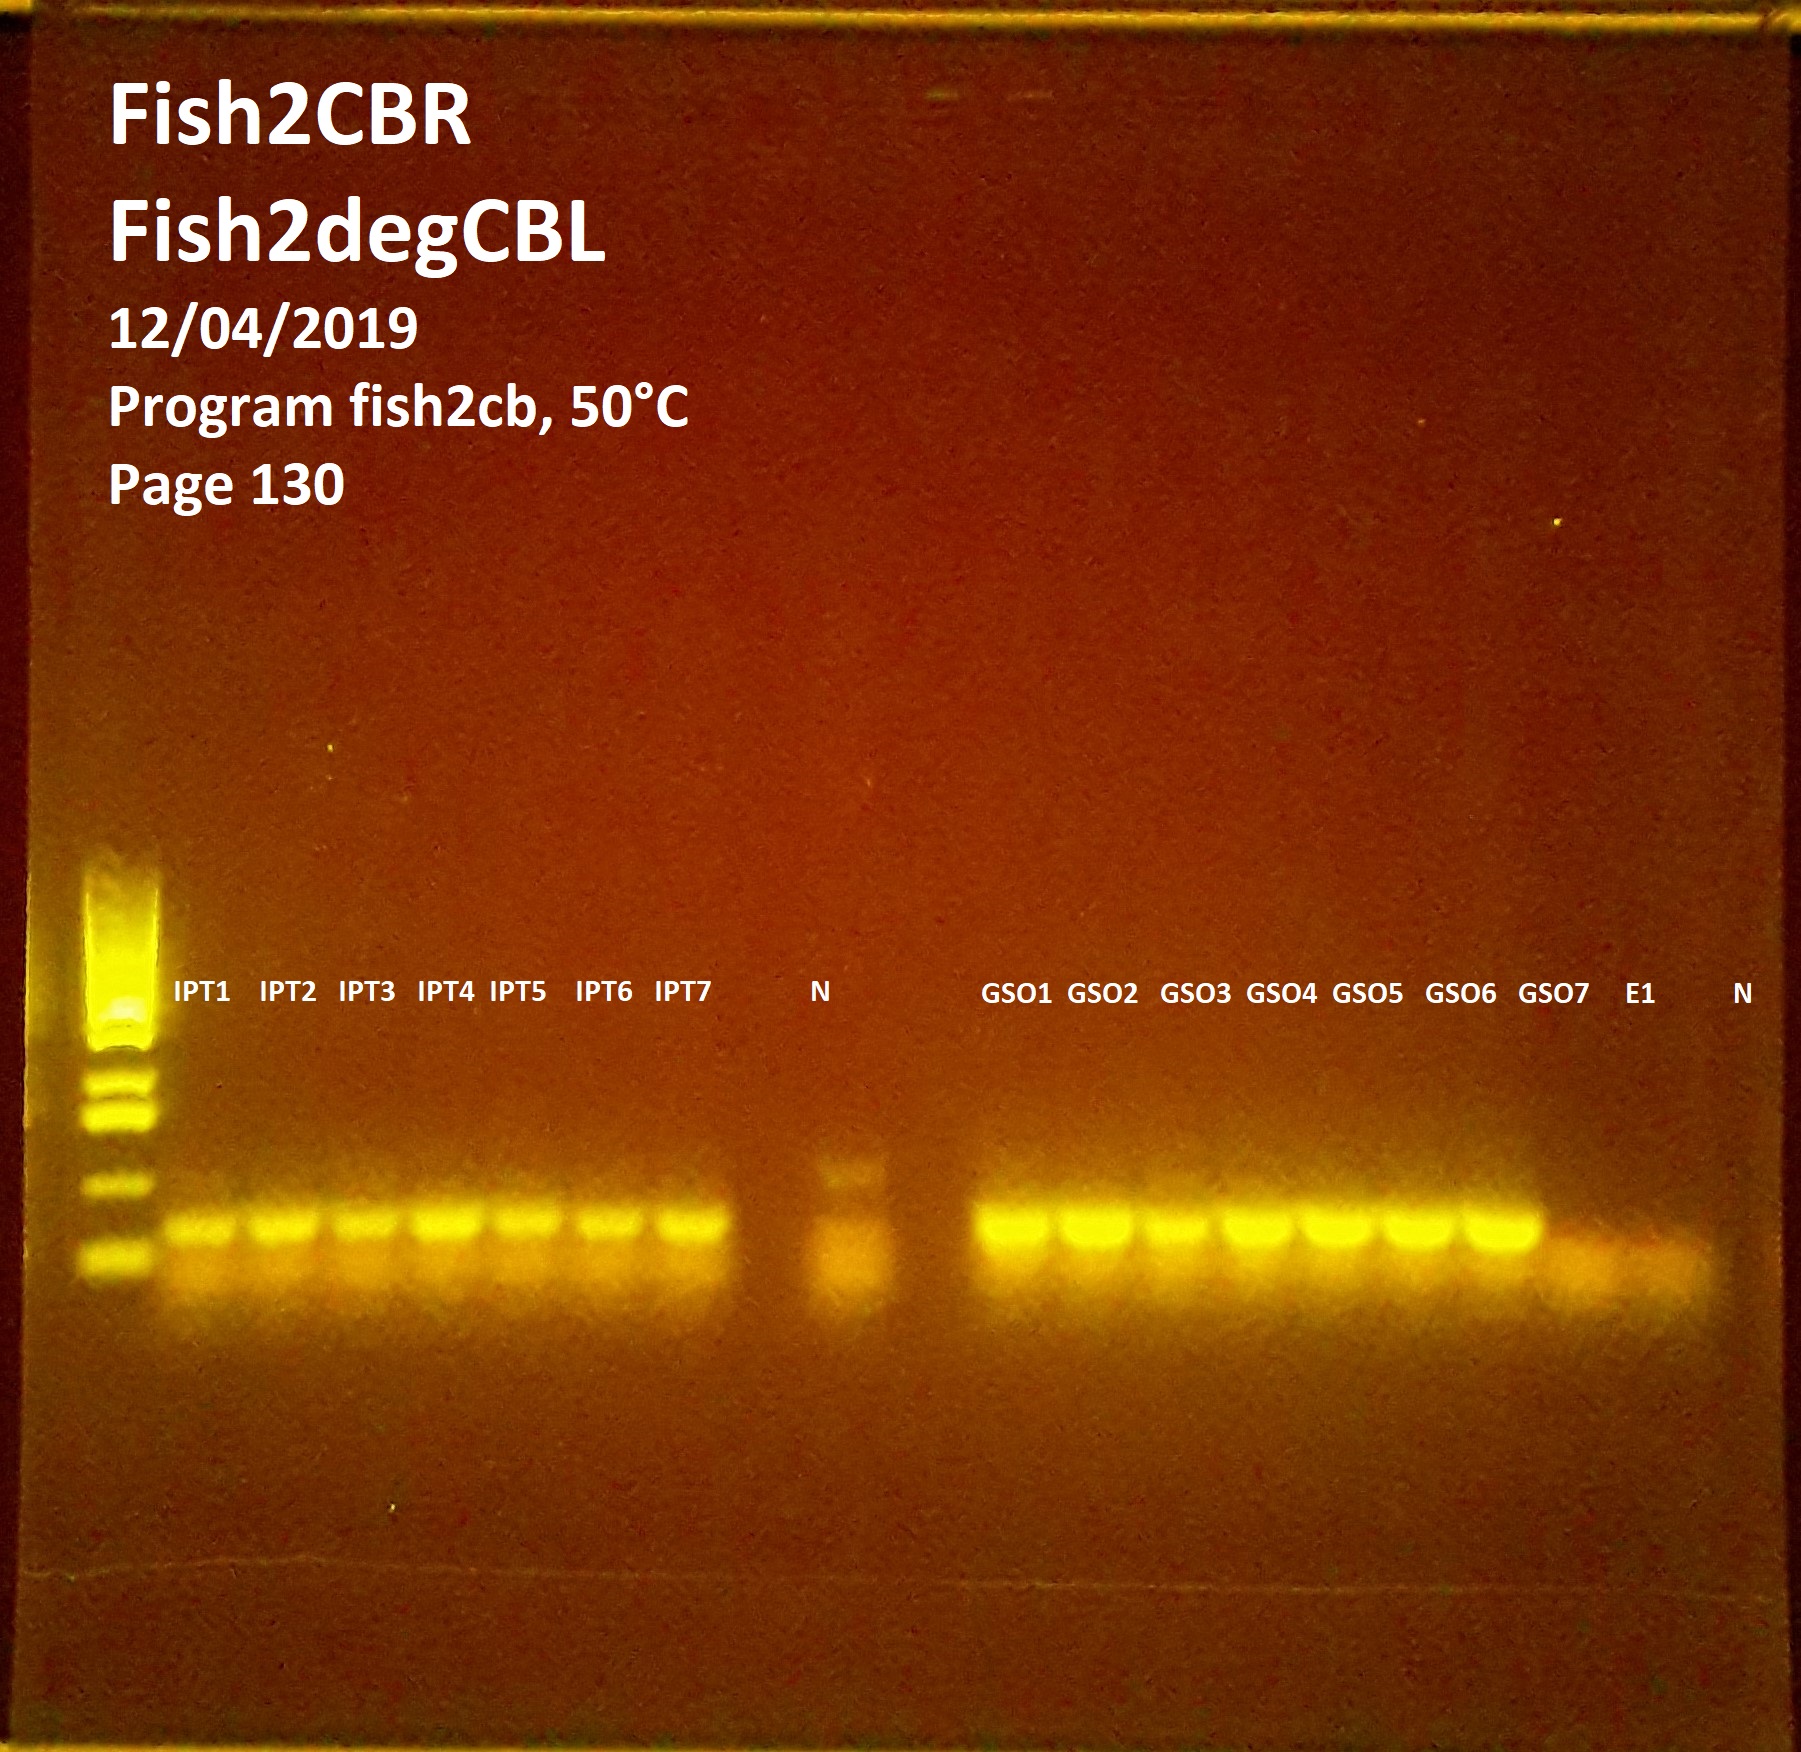 Fish2CBR
Fish2degCBL
12/04/2019
Program fish2cb, 50°C
Page 130
IPT1 IPT2 IPT3 IPT4 IPT5 IPT6 IPT7 N GSO1 GSO2 GSO3 GSO4 GSO5 GSO6 GSO7 E1 N